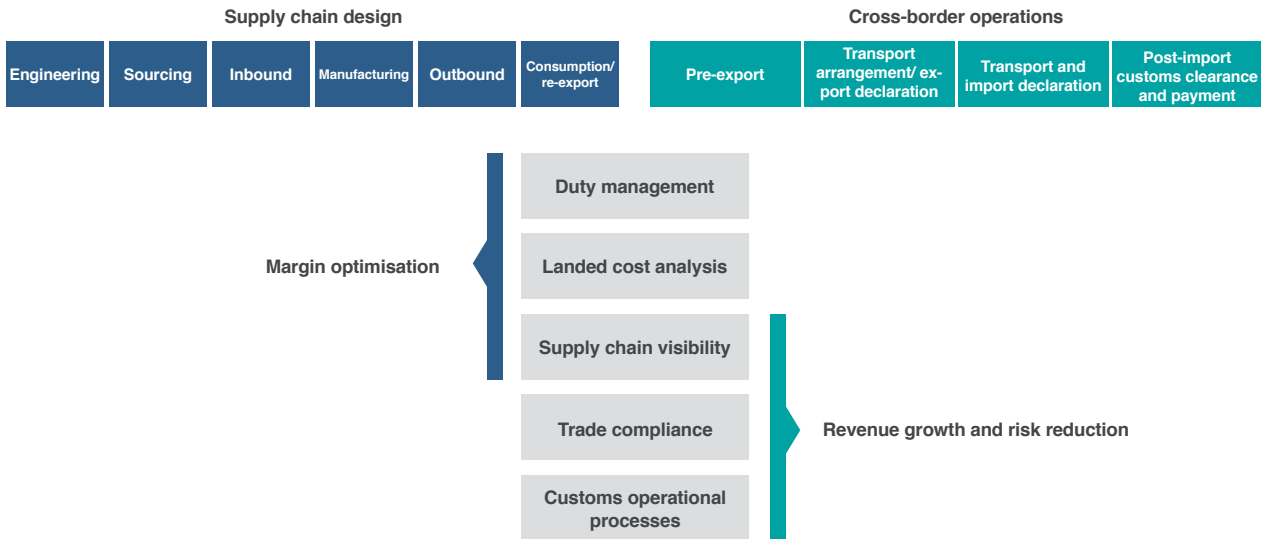 Supply chain design
Cross-border operations
Engineering
Sourcing
Inbound
Manufacturing
Outbound
Consumption/
re-export
Pre-export
Transport
arrangement/ ex-
port declaration
Transport and
import declaration
Post-import
customs clearance
and payment
Duty management
Margin optimisation
Landed cost analysis
Supply chain visibility
Trade compliance
Revenue growth and risk reduction
Customs operational
processes